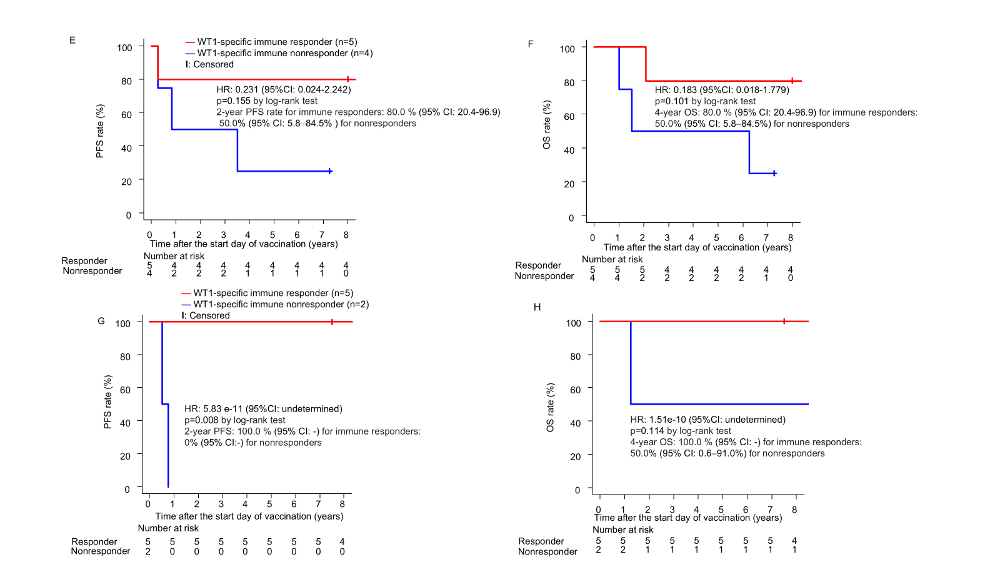 E
— WT1-specific immune responder (n=5)
— WT1-specific immune nonresponder (n=4)
I: Censored
PFS rate (%)
100
80
60
40
20
0
HR: 0.231 (95%CI: 0.024-2.242)
p=0.155 by log-rank test
2-year PFS rate for immune responders: 80.0 % (95% CI: 20.4-96.9)
50.0% (95% CI: 5.8–84.5% ) for nonresponders
0 1 2 3 4 5 6 7 8
Time after the start day of vaccination (years)
Number at risk
Responder 5 4 4 4 4 4 4 4 4
Nonresponder 4 2 2 2 1 1 1 1 0
F
OS rate (%)
100
80
60
40
20
0
HR: 0.183 (95%CI: 0.018-1.779)
p=0.101 by log-rank test
4-year OS: 80.0 % (95% CI: 20.4-96.9) for immune responders:
50.0% (95% CI: 5.8–84.5%) for nonresponders
0 1 2 3 4 5 6 7 8
Time after the start day of vaccination (years)
Number at risk
Responder 5 5 5 4 4 4 4 4 4
Nonresponder 4 4 2 2 2 2 2 1 0
— WT1-specific immune responder (n=5)
— WT1-specific immune nonresponder (n=2)
I: Censored
G
PFS rate (%)
100
80
60
40
20
0
HR: 5.83 e-11 (95%CI: undetermined)
p=0.008 by log-rank test
2-year PFS: 100.0 % (95% CI: -) for immune responders:
0% (95% CI:-) for nonresponders
0 1 2 3 4 5 6 7 8
Time after the start day of vaccination (years)
Number at risk
Responder 5 5 5 5 5 5 5 5 4
Nonresponder 2 0 0 0 0 0 0 0 0
H
OS rate (%)
100
80
60
40
20
0
HR: 1.51e-10 (95%CI: undetermined)
p=0.114 by log-rank test
4-year OS: 100.0 % (95% CI: -) for immune responders:
50.0% (95% CI: 0.6–91.0%) for nonresponders
0 1 2 3 4 5 6 7 8
Time after the start day of vaccination (years)
Number at risk
Responder 5 5 5 5 5 5 5 5 4
Nonresponder 2 2 1 1 1 1 1 1 1